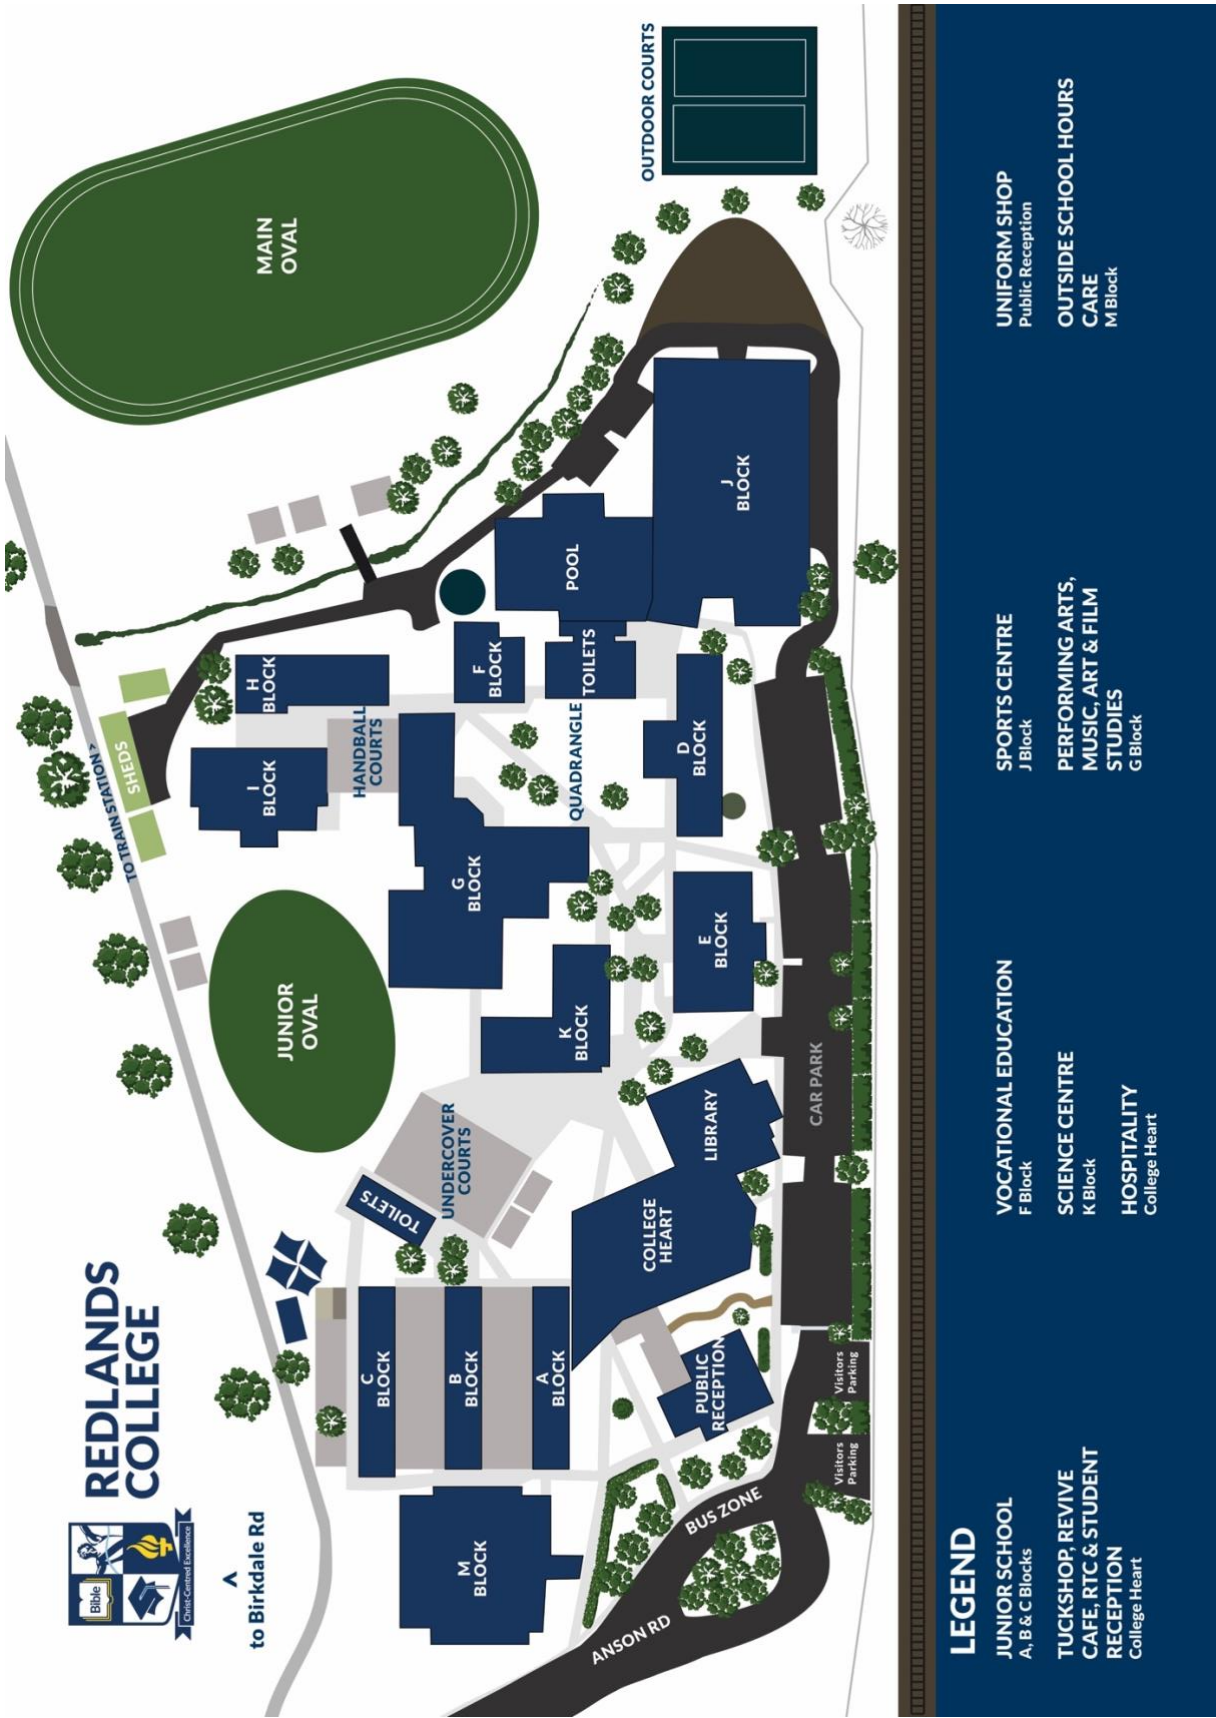 Bible
Christ-Centred Excellence
REDLANDS
COLLEGE
^
to Birkdale Rd
TO TRAIN STATION >
SHEDS
MAIN
OVAL
OUTDOOR COURTS
JUNIOR
OVAL
I
BLOCK
H
BLOCK
HANDBALL
COURTS
G
BLOCK
F
BLOCK
POOL
TOILETS
QUADRANGLE
J
BLOCK
D
BLOCK
E
BLOCK
K
BLOCK
UNDERCOVER
COURTS
TOILETS
C
BLOCK
B
BLOCK
A
BLOCK
M
BLOCK
COLLEGE
HEART
LIBRARY
PUBLIC
RECEPTION
CAR PARK
BUS ZONE
ANSON RD
Visitors
Parking
Visitors
Parking
LEGEND
JUNIOR SCHOOL
A, B & C Blocks
TUCKSHOP, REVIVE
CAFE, RTC & STUDENT
RECEPTION
College Heart
VOCATIONAL EDUCATION
F Block
SCIENCE CENTRE
K Block
HOSPITALITY
College Heart
SPORTS CENTRE
J Block
PERFORMING ARTS,
MUSIC, ART & FILM
STUDIES
G Block
UNIFORM SHOP
Public Reception
OUTSIDE SCHOOL HOURS
CARE
M Block